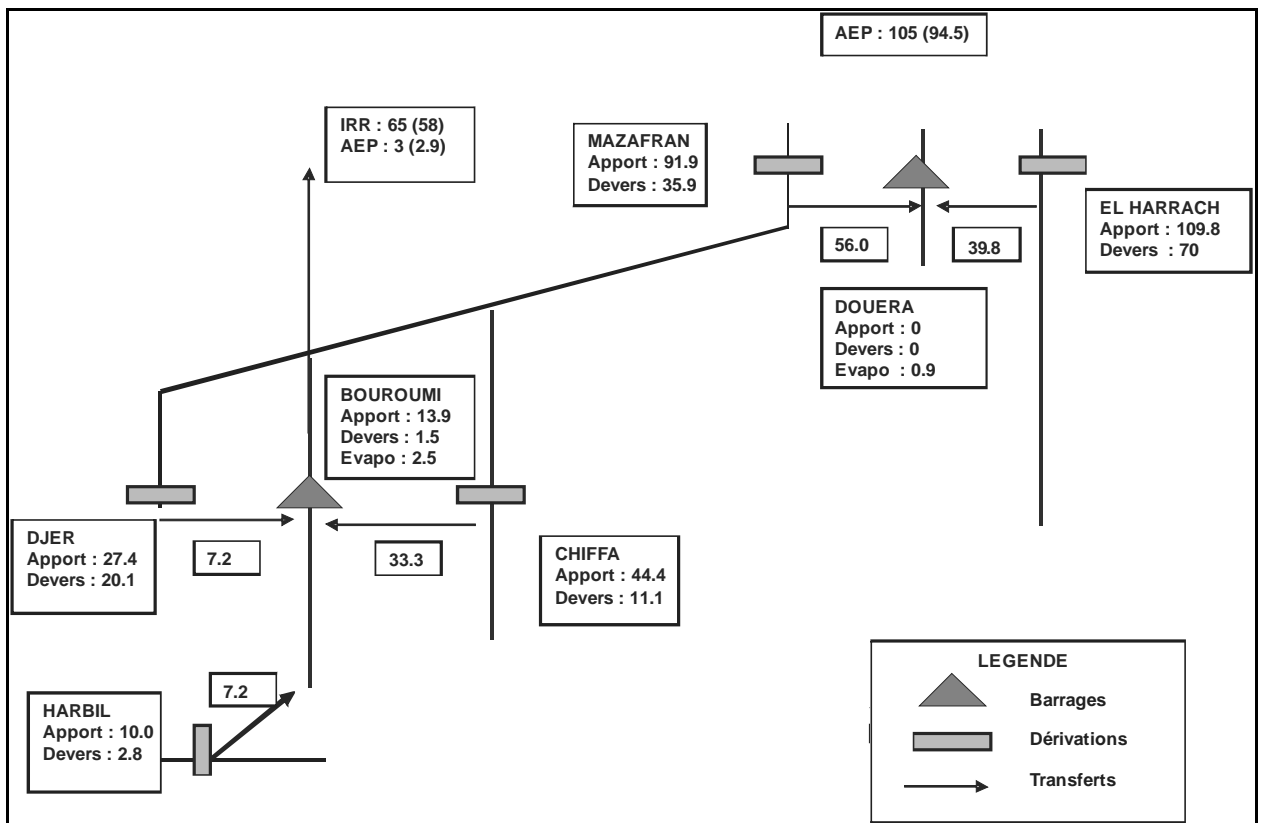 AEP : 105 (94.5)
IRR : 65 (58)
AEP : 3 (2.9)
MAZAFRAN
Apport : 91.9
Devers : 35.9
EL HARRACH
Apport : 109.8
Devers : 70
56.0
39.8
DOUERA
Apport : 0
Devers : 0
Evapo : 0.9
BOUROUMI
Apport : 13.9
Devers : 1.5
Evapo : 2.5
DJER
Apport : 27.4
Devers : 20.1
7.2
33.3
CHIFFA
Apport : 44.4
Devers : 11.1
7.2
HARBIL
Apport : 10.0
Devers : 2.8
LEGENDE
Barrages
Dérivations
Transferts